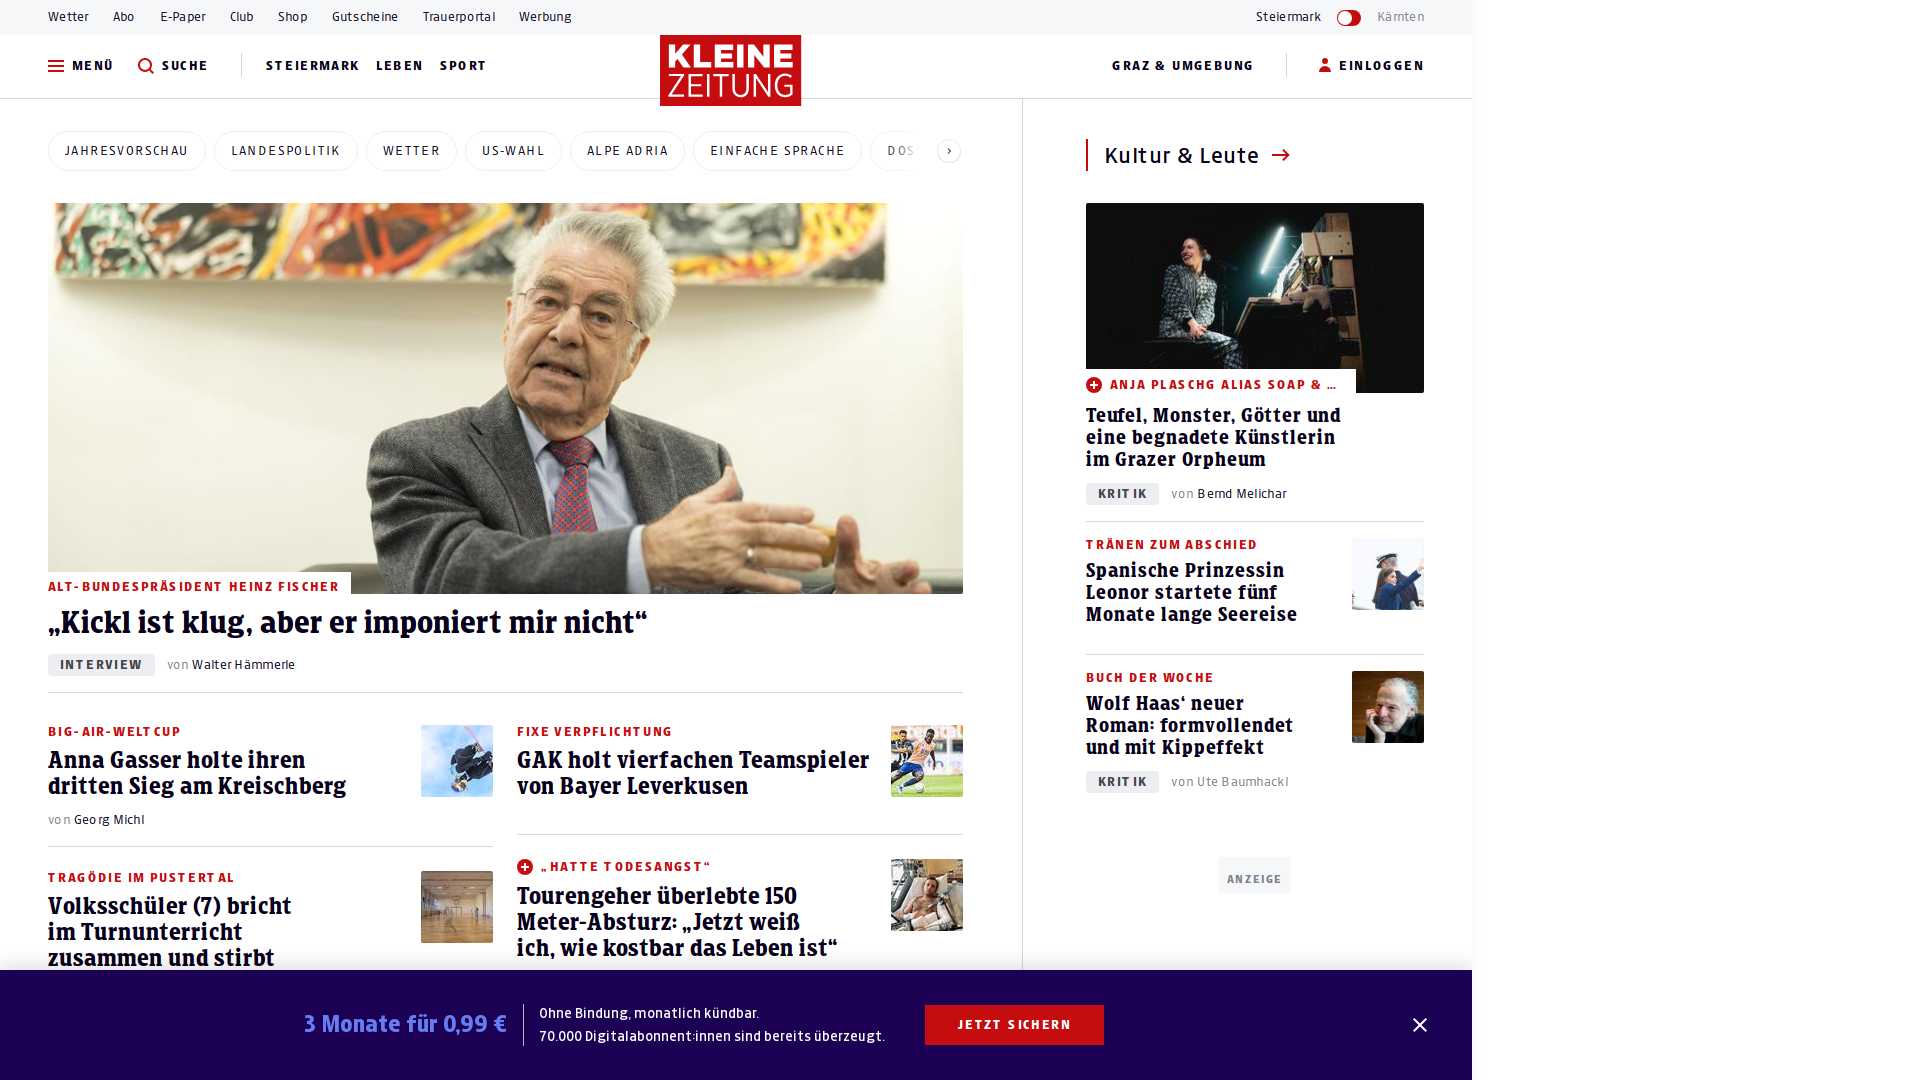 Wetter Abo E-Paper Club Shop Gutscheine Trauerportal Werbung Steiermark Kärnten
MENÜ SUCHE STEIERMARK LEBEN SPORT KLEINE ZEITUNG GRAZ & UMGEBUNG EINLOGGEN
JAHRESVORSCHAU LANDESPOLITIK WETTER US-WAHL ALPE ADRIA EINFACHE SPRACHE DOS
ALT-BUNDESPRÄSIDENT HEINZ FISCHER
„Kickl ist klug, aber er imponiert mir nicht“
INTERVIEW von Walter Hämmerle
BIG-AIR-WELTCUP
Anna Gasser holte ihren
dritten Sieg am Kreischberg
von Georg Michl
TRAGÖDIE IM PUSTERTAL
Volksschüler (7) bricht
im Turnunterricht
zusammen und stirbt
FIXE VERPFLICHTUNG
GAK holt vierfachen Teamspieler
von Bayer Leverkusen
„HATTE TODESANGST“
Tourengeher überlebte 150
Meter-Absturz: „Jetzt weiß
ich, wie kostbar das Leben ist“
Kultur & Leute
ANJA PLASCHG ALIAS SOAP & ...
Teufel, Monster, Götter und
eine begnadete Künstlerin
im Grazer Orpheum
KRITIK von Bernd Melichar
TRÄNEN ZUM ABSCHIED
Spanische Prinzessin
Leonor startete fünf
Monate lange Seereise
BUCH DER WOCHE
Wolf Haas‘ neuer
Roman: formvollendet
und mit Kippeffekt
KRITIK von Ute Baumhackl
ANZEIGE
3 Monate für 0,99 €
Ohne Bindung, monatlich kündbar.
70.000 Digitalabonnent:innen sind bereits überzeugt.
JETZT SICHERN